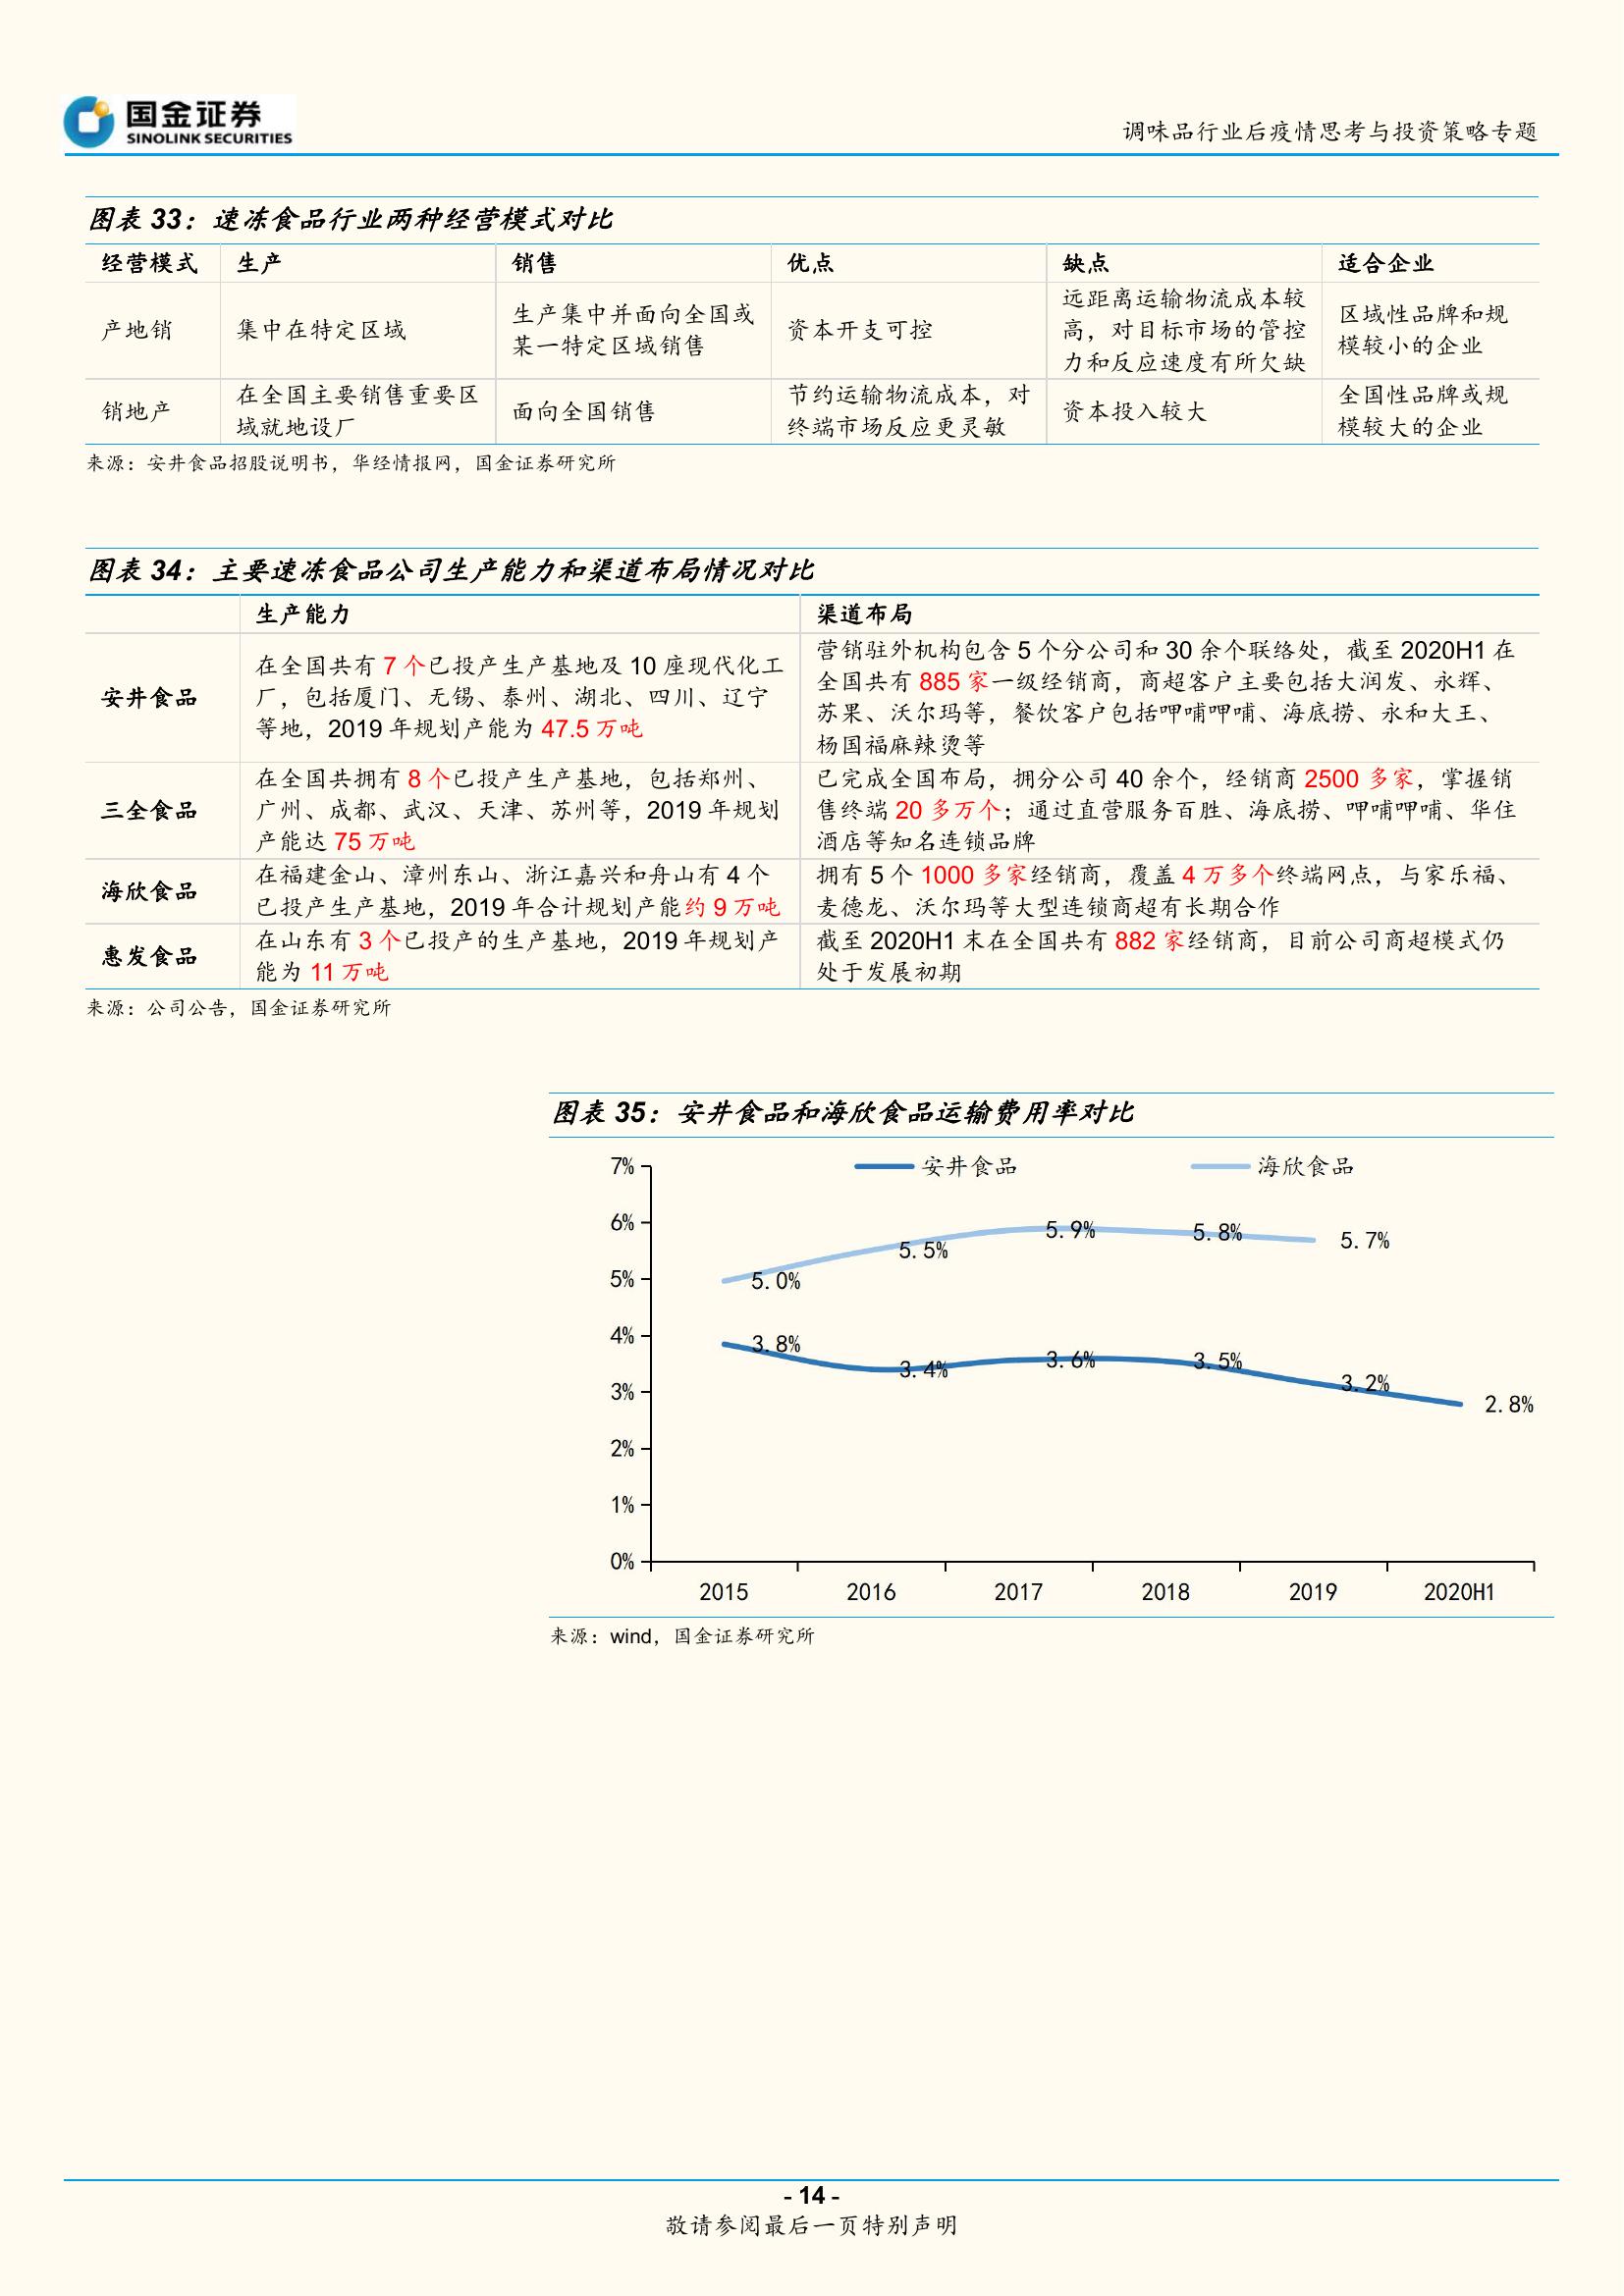 国金证券
SINOLINK SECURITIES
调味品行业后疫情思考与投资策略专题
图表 33：速冻食品行业两种经营模式对比
经营模式 生产 销售 优点 缺点 适合企业
产地销 集中在特定区域 生产集中并面向全国或某一特定区域销售 资本开支可控 远距离运输物流成本较高，对目标市场的管控力和反应速度有所欠缺 区域性品牌和规模较小的企业
销地产 在全国主要销售重要区域就地设厂 面向全国销售 节约运输物流成本，对终端市场反应更灵敏 资本投入较大 全国性品牌或规模较大的企业
来源：安井食品招股说明书，华经情报网，国金证券研究所
图表 34：主要速冻食品公司生产能力和渠道布局情况对比
生产能力 渠道布局
安井食品
在全国共有 7 个已投产生产基地及 10 座现代化工
厂，包括厦门、无锡、泰州、湖北、四川、辽宁
等地，2019 年规划产能为 47.5 万吨
营销驻外机构包含 5 个分公司和 30 余个联络处，截至 2020H1 在
全国共有 885 家一级经销商，商超客户主要包括大润发、永辉、
苏果、沃尔玛等，餐饮客户包括呷哺呷哺、海底捞、永和大王、
杨国福麻辣烫等
三全食品
在全国共拥有 8 个已投产生产基地，包括郑州、
广州、成都、武汉、天津、苏州等，2019 年规划
产能达 75 万吨
已完成全国布局，拥分公司 40 余个，经销商 2500 多家，掌握销
售终端 20 多万个；通过直营服务百胜、海底捞、呷哺呷哺、华住
酒店等知名连锁品牌
海欣食品
在福建金山、漳州东山、浙江嘉兴和舟山有 4 个
已投产生产基地，2019 年合计规划产能约 9 万吨
拥有 5 个 1000 多家经销商，覆盖 4 万多个终端网点，与家乐福、
麦德龙、沃尔玛等大型连锁商超有长期合作
惠发食品
在山东有 3 个已投产的生产基地，2019 年规划产
能为 11 万吨
截至 2020H1 末在全国共有 882 家经销商，目前公司商超模式仍
处于发展初期
来源：公司公告，国金证券研究所
图表 35：安井食品和海欣食品运输费用率对比
安井食品 海欣食品
7%
6%
5%
4%
3%
2%
1%
0%
5.0% 5.5% 5.9% 5.8% 5.7%
3.8% 3.4% 3.6% 3.5% 3.2% 2.8%
2015 2016 2017 2018 2019 2020H1
来源：wind，国金证券研究所
- 14 -
敬请参阅最后一页特别声明